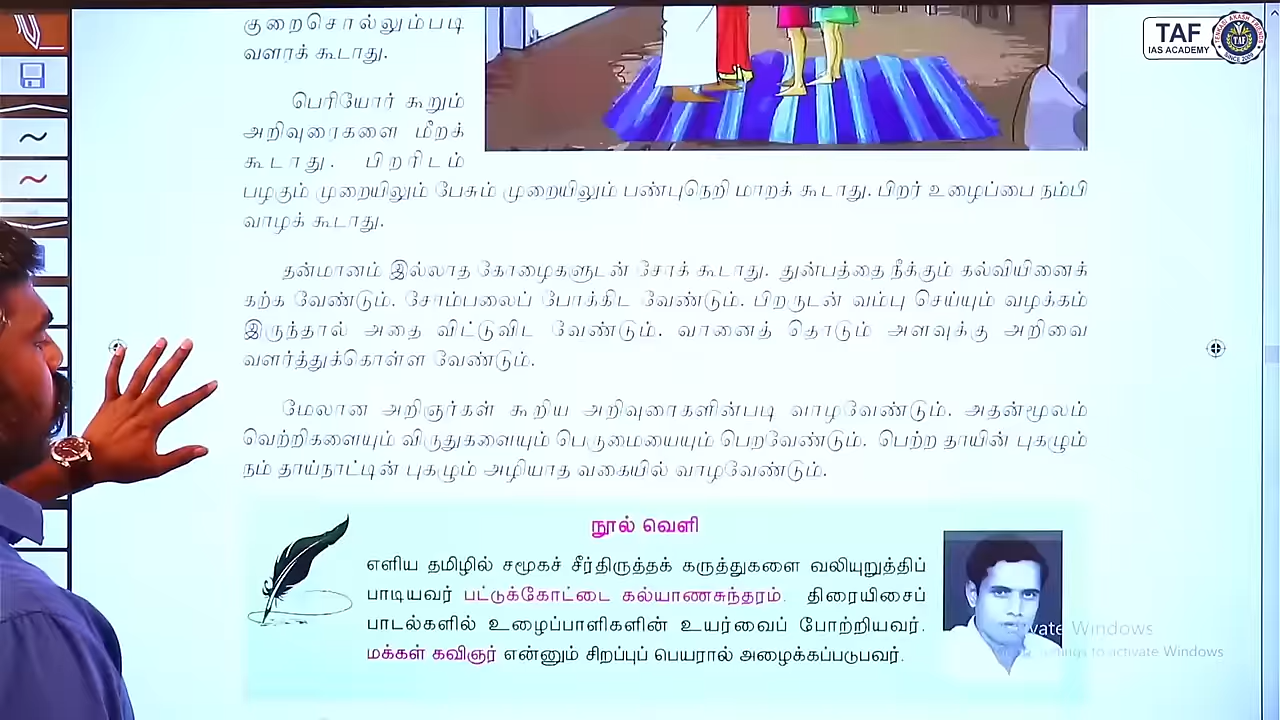 குறைசொல்லும்படி
வளரக் கூடாது.
பெரியோர் கூறும்
அறிவுரைகளை மீறக்
கூடாது. பிறரிடம்
பழகும் முறையிலும் பேசும் முறையிலும் பண்புநெறி மாறக் கூடாது. பிறர் உழைப்பை நம்பி
வாழக் கூடாது.
தன்மானம் இல்லாத கோழைகளுடன் சேரக் கூடாது. துன்பத்தை நீக்கும் கல்வியினைக்
கற்க வேண்டும். சோம்பலைப் போக்கிட வேண்டும். பிறருடன் வம்பு செய்யும் வழக்கம்
இருந்தால் அதை விட்டுவிட வேண்டும். வானைத் தொடும் அளவுக்கு அறிவை
வளர்த்துக்கொள்ள வேண்டும்.
மேலான அறிஞர்கள் கூறிய அறிவுரைகளின்படி வாழவேண்டும். அதன்மூலம்
வெற்றிகளையும் விருதுகளையும் பெருமையையும் பெறவேண்டும். பெற்ற தாயின் புகழும்
நம் தாய்நாட்டின் புகழும் அழியாத வகையில் வாழவேண்டும்.
நூல் வெளி
எளிய தமிழில் சமூகச் சீர்திருத்தக் கருத்துகளை வலியுறுத்திப்
பாடியவர் பட்டுக்கோட்டை கல்யாணசுந்தரம். திரையிசைப்
பாடல்களில் உழைப்பாளிகளின் உயர்வைப் போற்றியவர்.
மக்கள் கவிஞர் என்னும் சிறப்புப் பெயரால் அழைக்கப்படுபவர்.
TAF
IAS ACADEMY
TAF
SINCE 2009
Windows
to activate Windows